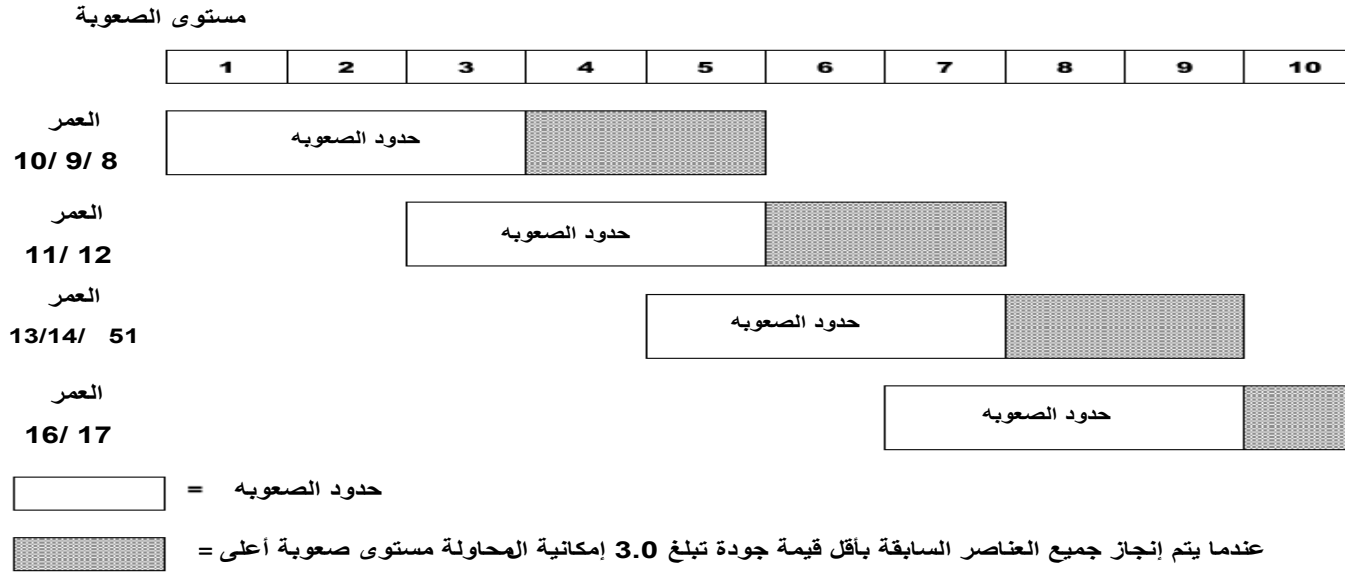 مستوى الصعوبة
1 2 3 4 5 6 7 8 9 10
العمر
10/ 9/ 8
حدود الصعوبه
العمر
11/ 12
حدود الصعوبه
العمر
13/14/ 51
حدود الصعوبه
العمر
16/ 17
حدود الصعوبه
حدود الصعوبه =
عندما يتم إنجاز جميع العناصر السابقة بأقل قيمة جودة تبلغ 3.0 إمكانية المحاولة مستوى صعوبة أعلى =